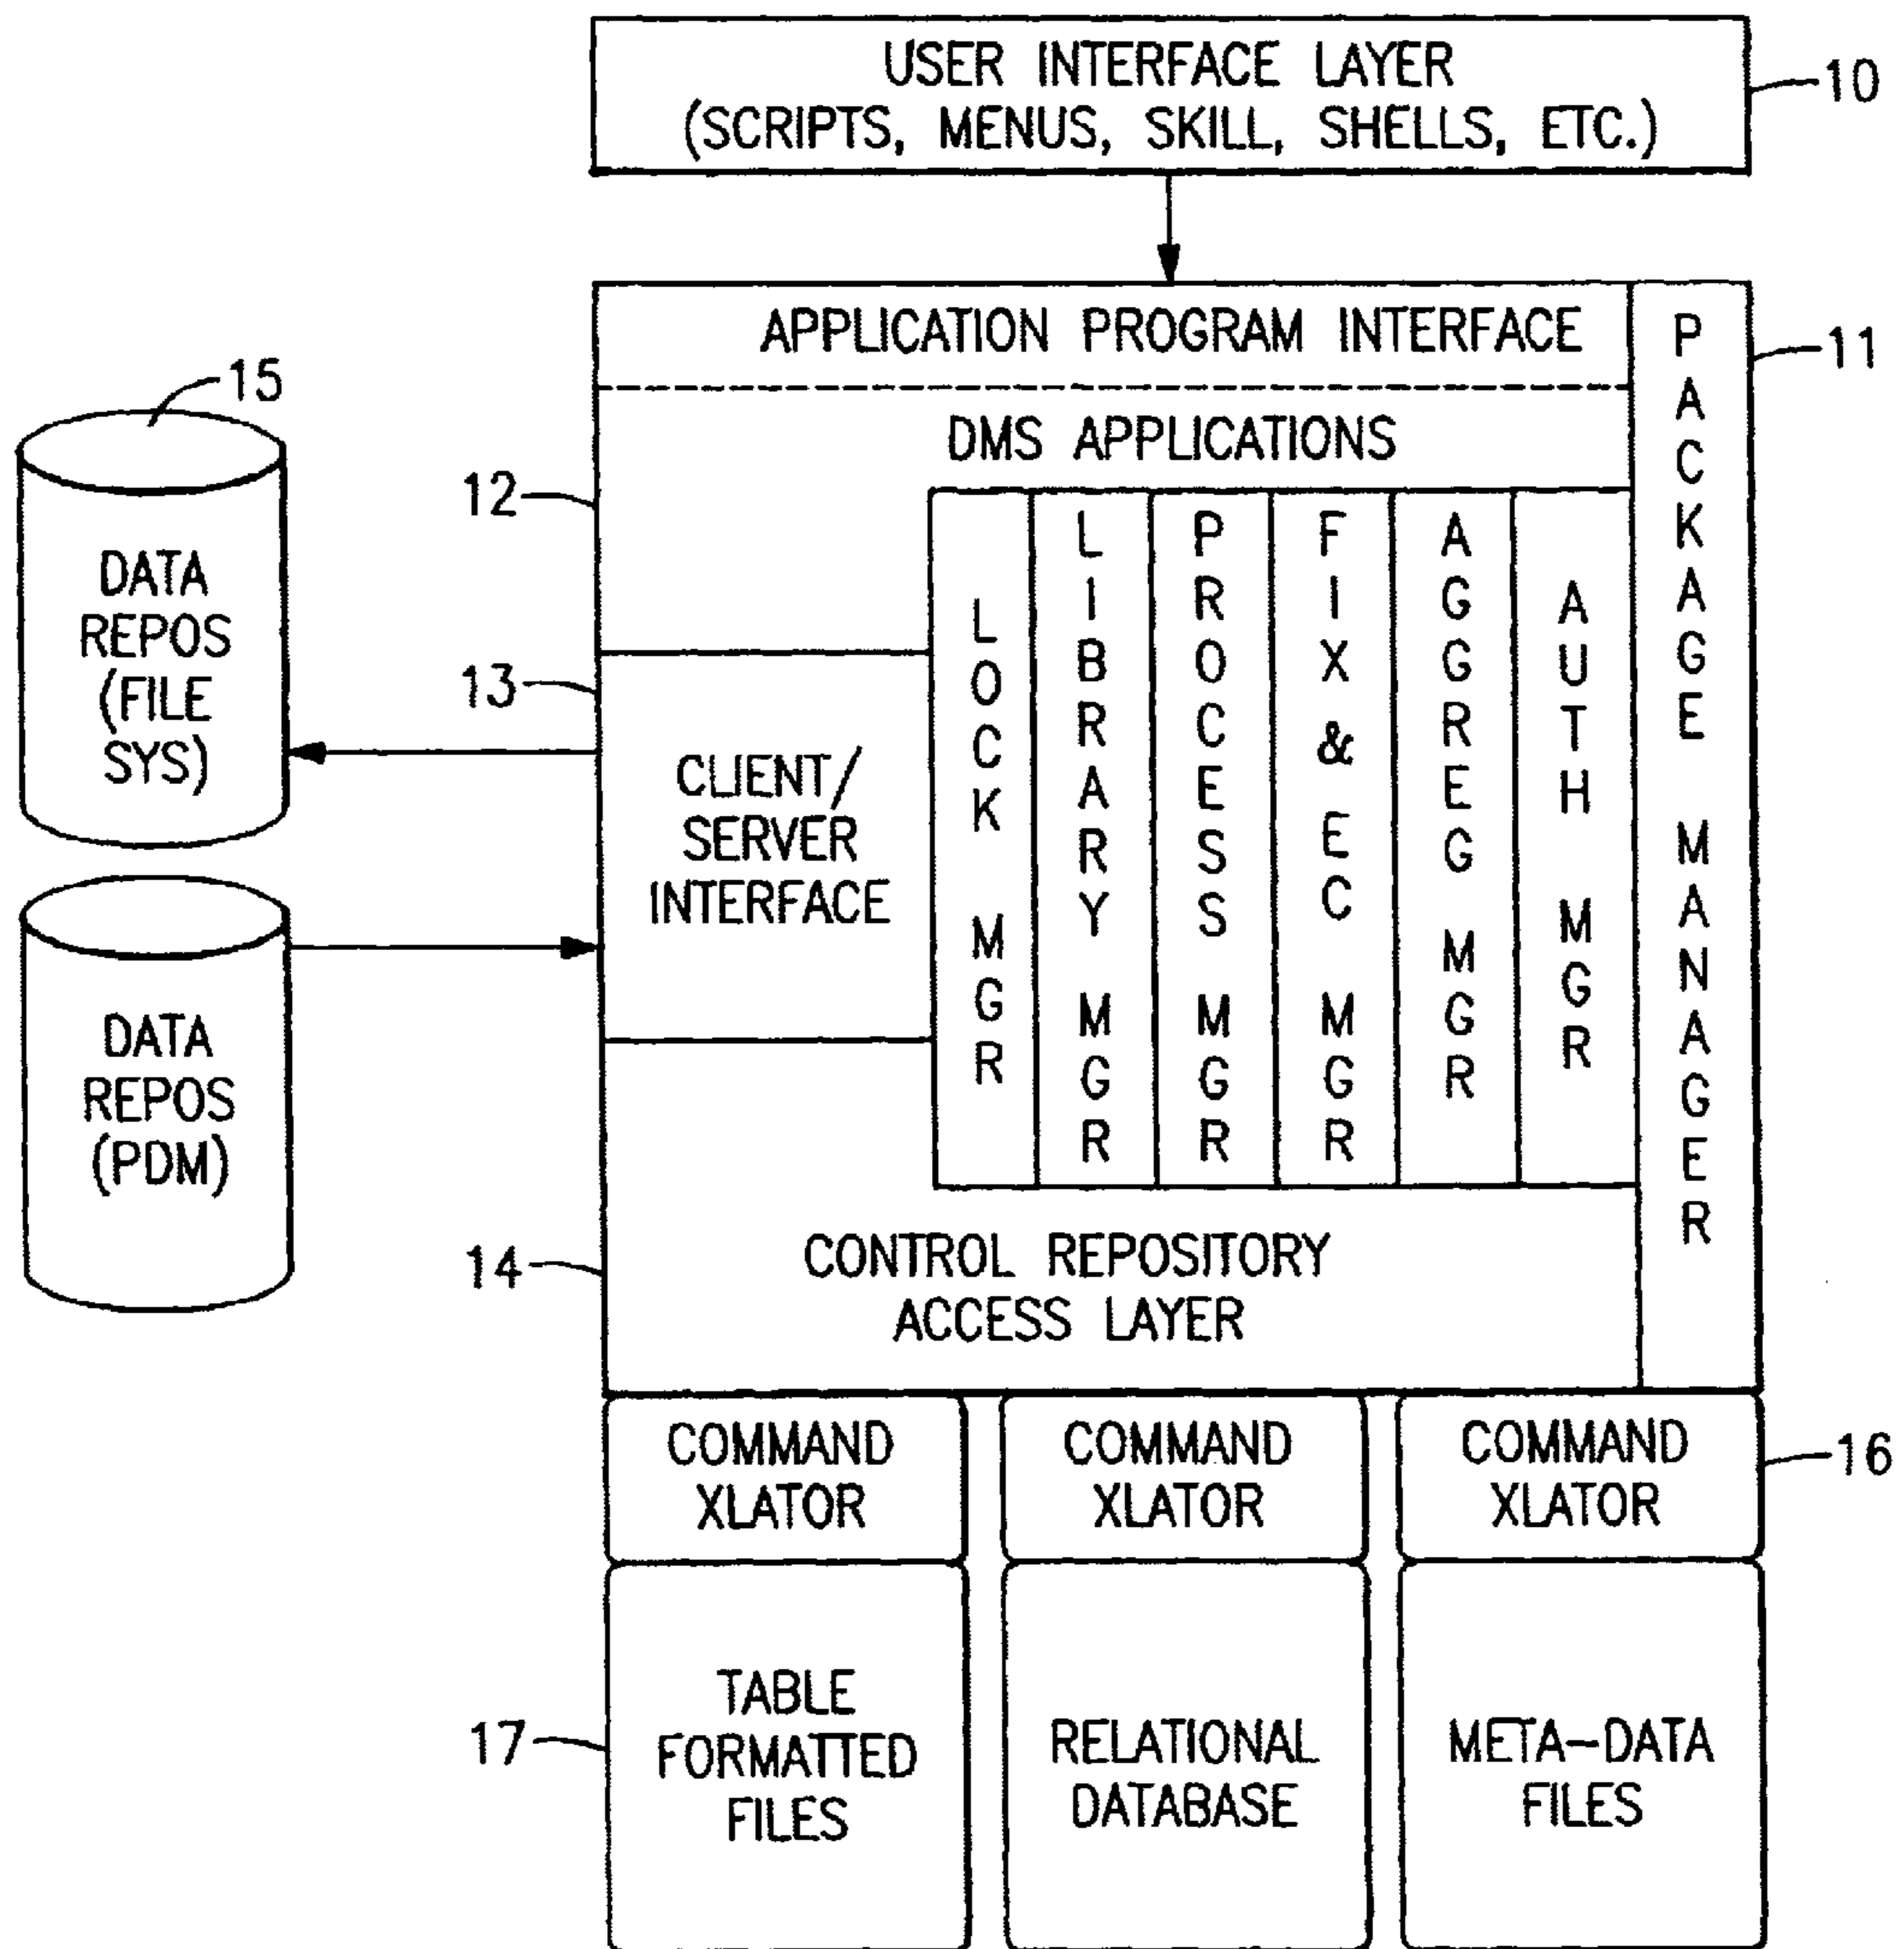 USER INTERFACE LAYER
(SCRIPTS, MENUS, SKILL, SHELLS, ETC.)
10
APPLICATION PROGRAM INTERFACE
11
PACKAGE MANAGER
15
DMS APPLICATIONS
12
DATA
REPOS
(FILE
SYS)
13
CLIENT/
SERVER
INTERFACE
LOCK MGR
LIBRARY MGR
PROCESS MGR
FIX & EC MGR
AGGREG MGR
AUTH MGR
DATA
REPOS
(PDM)
14
CONTROL REPOSITORY
ACCESS LAYER
COMMAND
XLATOR
COMMAND
XLATOR
COMMAND
XLATOR
16
17
TABLE
FORMATTED
FILES
RELATIONAL
DATABASE
META-DATA
FILES